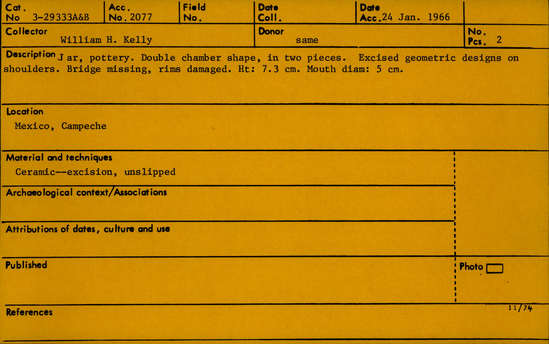 Cat. Acc. Field Date Date
No 3-29333A&B No. 2077 No. Coll. Acc. 24 Jan. 1966
Collector Donor No.
William H. Kelly same Pcs. 2
Description Jar, pottery. Double chamber shape, in two pieces. Excised geometric designs on
shoulders. Bridge missing, rims damaged. Ht: 7.3 cm. Mouth diam: 5 cm.
Location
Mexico, Campeche
Material and techniques
Ceramic--excision, unslipped
Archaeological context/Associations
Attributions of dates, culture and use
Published Photo
References 11/74